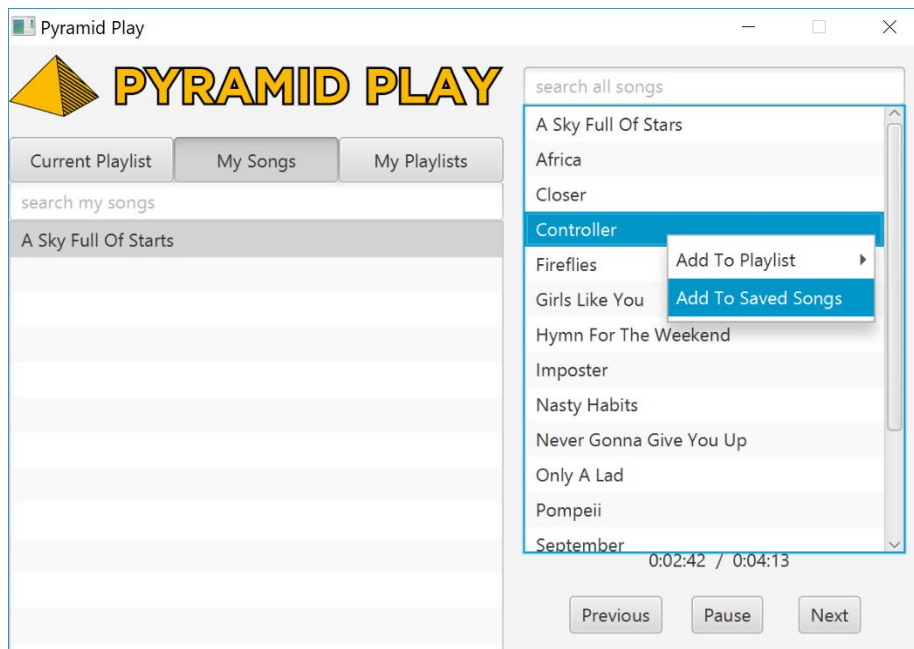 Pyramid Play
PYRAMID PLAY
Current Playlist
My Songs
My Playlists
search my songs
A Sky Full Of Starts
search all songs
A Sky Full Of Stars
Africa
Closer
Controller
Add To Playlist
Add To Saved Songs
Fireflies
Girls Like You
Hymn For The Weekend
Imposter
Nasty Habits
Never Gonna Give You Up
Only A Lad
Pompeii
September
0:02:42 / 0:04:13
Previous
Pause
Next